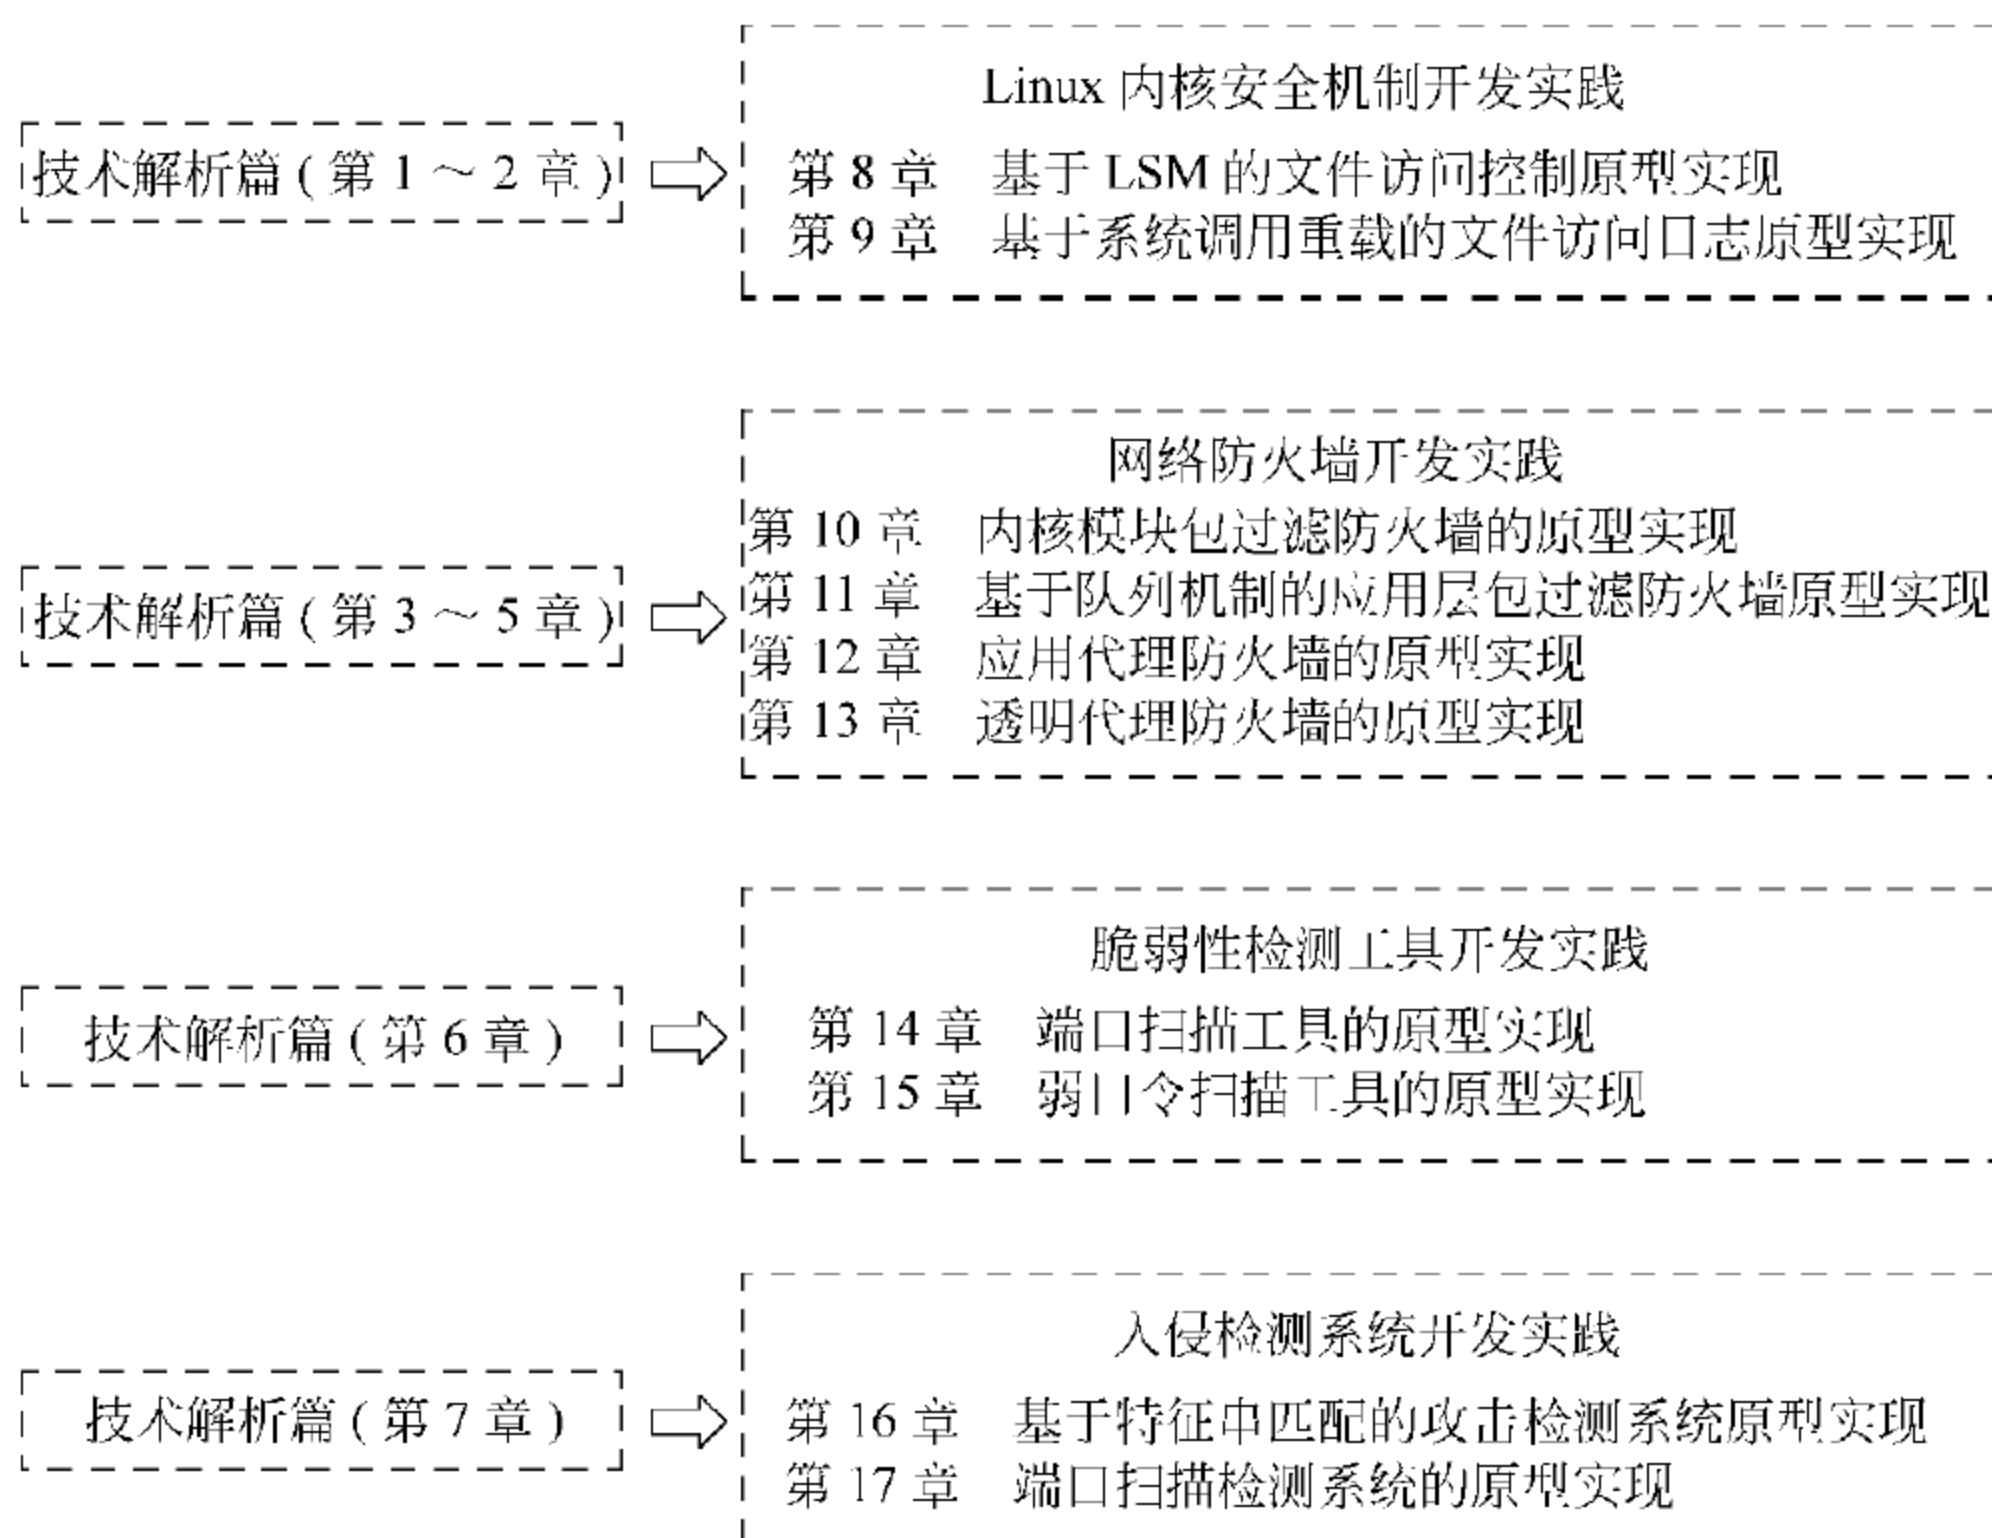 Linux 内核安全机制开发实践
技术解析篇 ( 第 1 ～ 2 章 )
第 8 章 基于 LSM 的文件访问控制原型实现
第 9 章 基于系统调用重载的文件访问日志原型实现
网络防火墙开发实践
技术解析篇 ( 第 3 ～ 5 章 )
第 10 章 内核模块包过滤防火墙的原型实现
第 11 章 基于队列机制的应用层包过滤防火墙原型实现
第 12 章 应用代理防火墙的原型实现
第 13 章 透明代理防火墙的原型实现
脆弱性检测工具开发实践
技术解析篇 ( 第 6 章 )
第 14 章 端口扫描工具的原型实现
第 15 章 弱口令扫描工具的原型实现
入侵检测系统开发实践
技术解析篇 ( 第 7 章 )
第 16 章 基于特征串匹配的攻击检测系统原型实现
第 17 章 端口扫描检测系统的原型实现